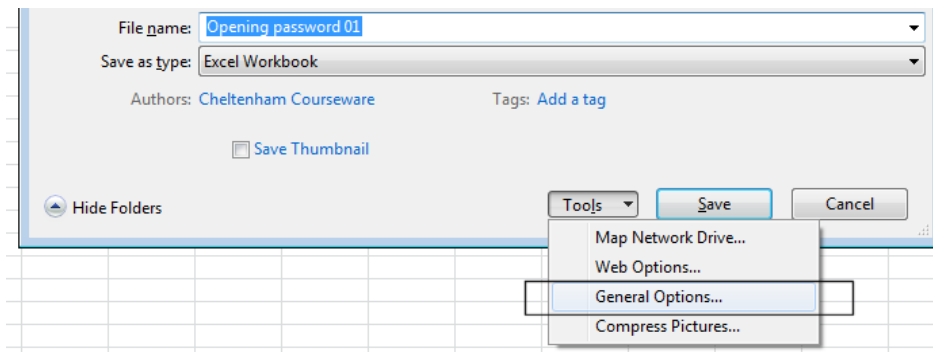 File name: Opening password 01
Save as type: Excel Workbook
Authors: Cheltenham Courseware Tags: Add a tag
Save Thumbnail
Hide Folders Tools Save Cancel
Map Network Drive...
Web Options...
General Options...
Compress Pictures...